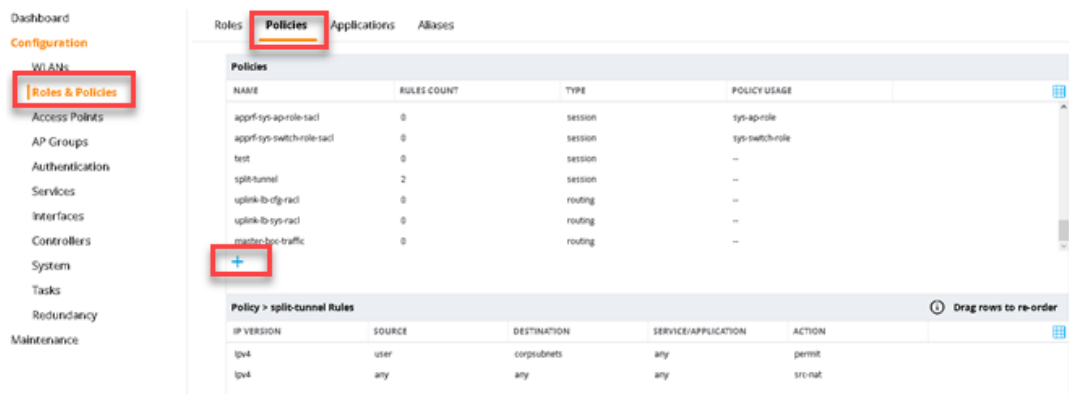 Dashboard
Configuration
WLANs
Roles & Policies
Access Points
AP Groups
Authentication
Services
Interfaces
Controllers
System
Tasks
Redundancy
Maintenance
Roles Policies Applications Aliases
Policies
NAME RULES COUNT TYPE POLICY USAGE
apprf-sys-ap-role-sacl 0 session sys-ap-role
apprf-sys-switch-role-sacl 0 session sys-switch-role
test 0 session --
split-tunnel 2 session --
uplink-lb-cfg-racl 0 routing --
uplink-lb-sys-racl 0 routing --
master-boc-traffic 0 routing --
+
Policy > split-tunnel Rules Drag rows to re-order
IP VERSION SOURCE DESTINATION SERVICE/APPLICATION ACTION
ipv4 user corpsubnets any permit
ipv4 any any any src-nat